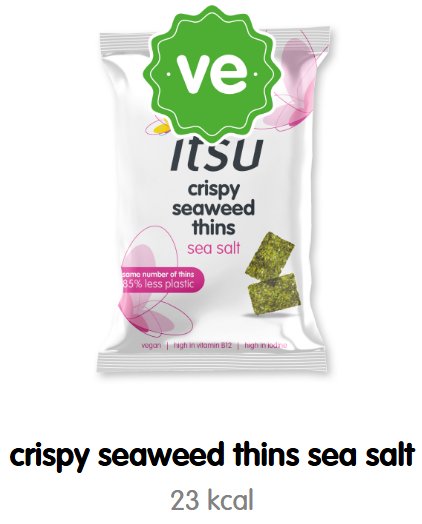 ·ve·
itsu
crispy
seaweed
thins
sea salt
same number of thins
85% less plastic
vegan | high in vitamin B12 | high in iodine
crispy seaweed thins sea salt
23 kcal